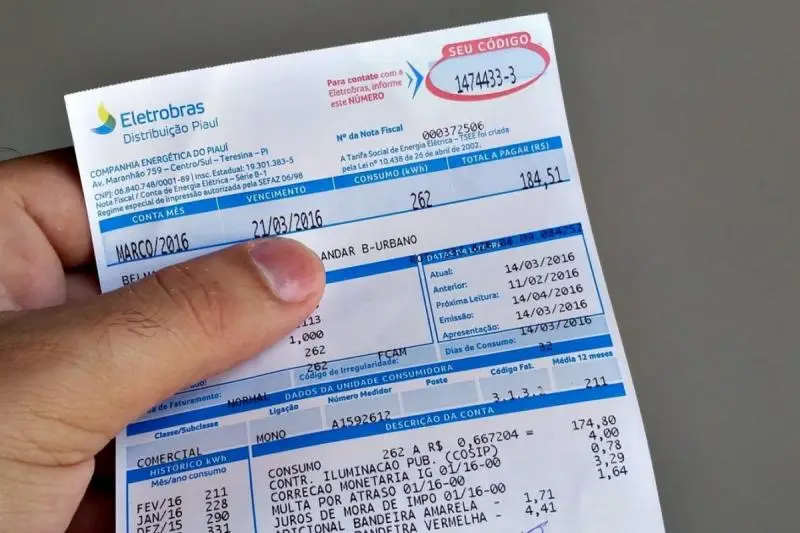 SEU CÓDIGO
1474433-3
Para contato com a
Eletrobras, informe
este NÚMERO
Eletrobras
Distribuição Piauí
COMPANHIA ENERGÉTICA DO PIAUÍ
Av. Maranhão 759 – Centro/Sul – Teresina – PI
CNPJ: 06.840.748/0001-89 | Insc. Estadual: 19.301.383-5
Nota Fiscal / Conta de Energia Elétrica – Série B-1
Regime especial de impressão autorizada pela SEFAZ 06/98
Nº da Nota Fiscal 000372506
A Tarifa Social de Energia Elétrica – TSEE foi criada
pela Lei nº 10.438 de 26 de abril de 2002.
CONTA MÊS VENCIMENTO CONSUMO (kWh) TOTAL A PAGAR (R$)
MARCO/2016 21/03/2016 262 184,51
ANDAR B-URBANO
Atual: 14/03/2016
Anterior: 11/02/2016
Próxima Leitura: 14/04/2016
Emissão: 14/03/2016
Apresentação: 14/03/2016
Dias de Consumo: 32
113
1,000
262
262 FCAM
de Faturamento: NORMAL Código de Irregularidade:
DADOS DA UNIDADE CONSUMIDORA
Classe/Subclasse Ligação Número Medidor Poste Código Fat. Média 12 meses
COMERCIAL MONO A1592612 211
HISTÓRICO kWh
Mês/ano consumo
FEV/16 211
JAN/16 228
DEZ/15 290
331
DESCRIÇÃO DA CONTA
CONSUMO 262 A R$ 0,667204 = 174,80
CONTR. ILUMINACAO PUB. (COSIP) 4,00
CORRECAO MONETARIA IG 01/16-00 0,78
MULTA POR ATRASO 01/16-00 3,29
JUROS DE MORA DE IMPO 01/16-00 1,64
ADICIONAL BANDEIRA AMARELA - 1,71
BANDEIRA VERMELHA - 4,41